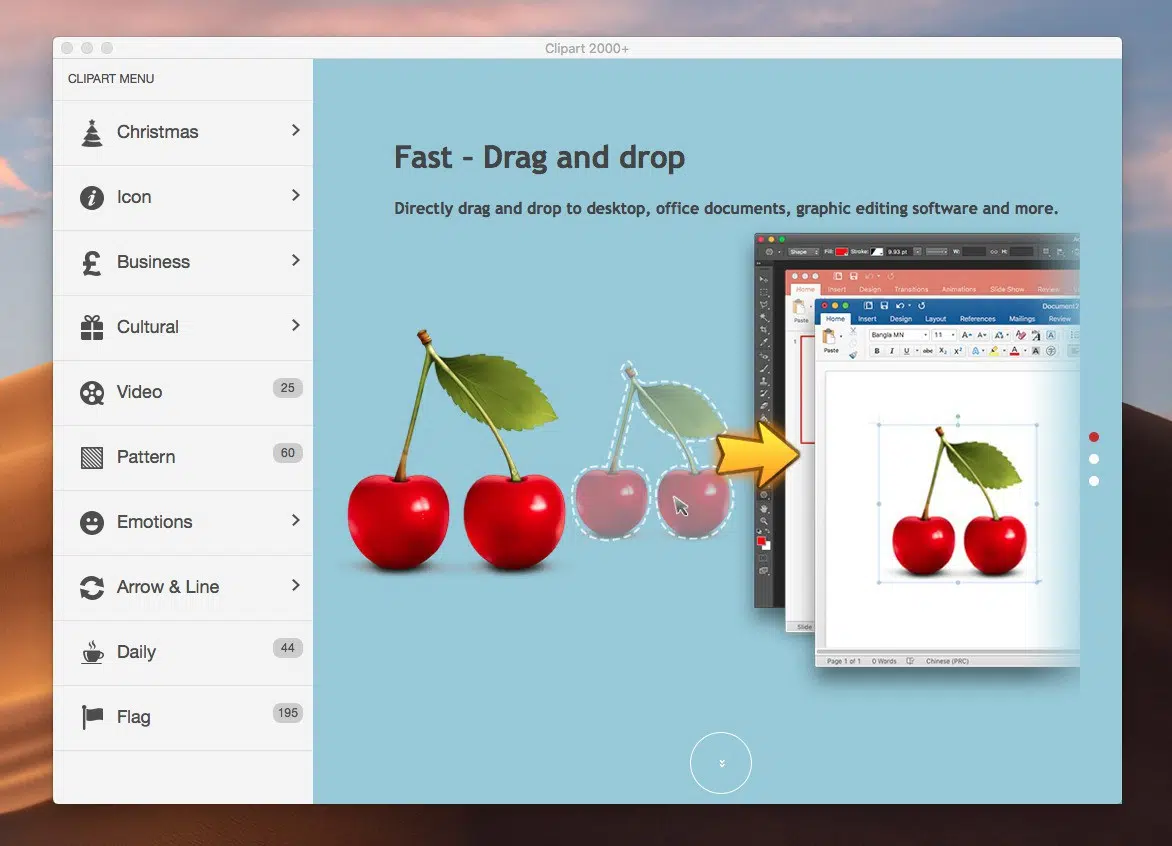 Clipart 2000+
CLIPART MENU
Christmas
Icon
Business
Cultural
Video 25
Pattern 60
Emotions
Arrow & Line
Daily 44
Flag 195
Fast - Drag and drop
Directly drag and drop to desktop, office documents, graphic editing software and more.
Shape Fill: Stroke: 9.93 pt W: H:
Home Insert Design Transitions Animations Slide Show Review
Paste
1
Slide
Document2
Home Insert Design Layout References Mailings Review
Paste
Bangla MN 11 A A
B I U abc X₂ X² A A A
Page 1 of 1 0 Words Chinese (PRC)